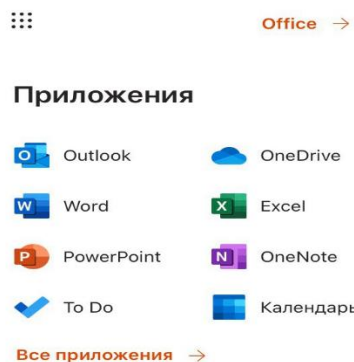 Office →
Приложения
Outlook OneDrive
Word Excel
PowerPoint OneNote
To Do Календарь
Все приложения →